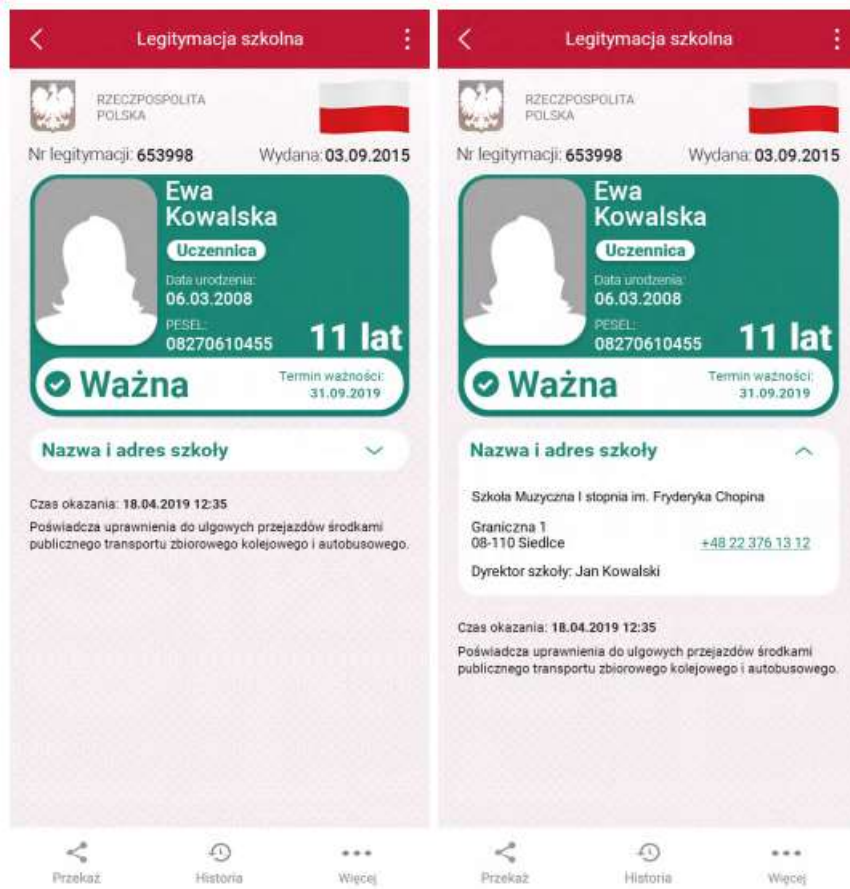 Legitymacja szkolna
RZECZPOSPOLITA
POLSKA
Nr legitymacji: 653998 Wydana: 03.09.2015
Ewa
Kowalska
Uczennica
Data urodzenia:
06.03.2008
PESEL:
08270610455
11 lat
Ważna
Termin ważności:
31.09.2019
Nazwa i adres szkoły
Czas okazania: 18.04.2019 12:35
Poświadcza uprawnienia do ulgowych przejazdów środkami
publicznego transportu zbiorowego kolejowego i autobusowego.
Przekaż Historia Więcej
Legitymacja szkolna
RZECZPOSPOLITA
POLSKA
Nr legitymacji: 653998 Wydana: 03.09.2015
Ewa
Kowalska
Uczennica
Data urodzenia:
06.03.2008
PESEL:
08270610455
11 lat
Ważna
Termin ważności:
31.09.2019
Nazwa i adres szkoły
Szkoła Muzyczna I stopnia im. Fryderyka Chopina
Graniczna 1
08-110 Siedlce +48 22 376 13 12
Dyrektor szkoły: Jan Kowalski
Czas okazania: 18.04.2019 12:35
Poświadcza uprawnienia do ulgowych przejazdów środkami
publicznego transportu zbiorowego kolejowego i autobusowego.
Przekaż Historia Więcej